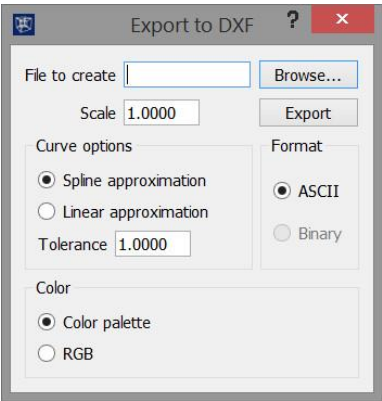 Export to DXF ? ×
File to create Browse...
Scale 1.0000 Export
Curve options Format
Spline approximation
ASCII
Linear approximation
Binary
Tolerance 1.0000
Color
Color palette
RGB